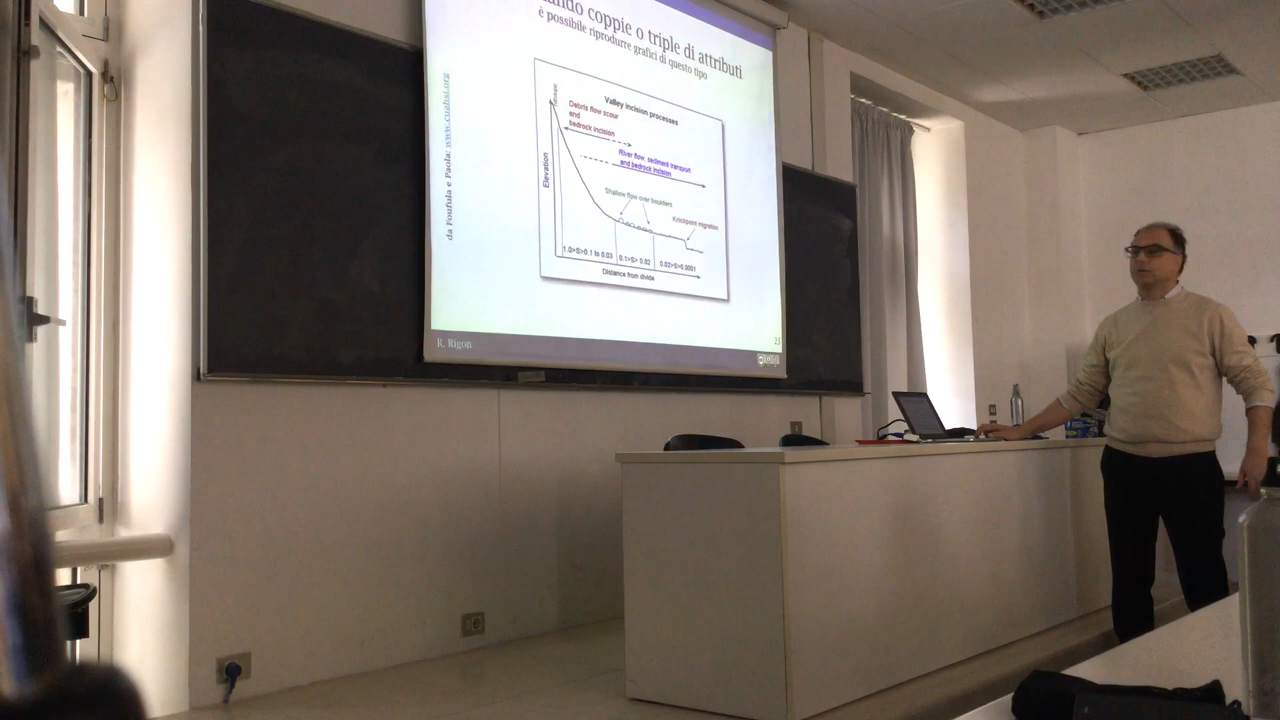 ando coppie o triple di attributi
è possibile riprodurre grafici di questo tipo
da Foufula e Paola: www.cuahsi.org
Valley incision processes
Debris flow scour
and
bedrock incision
River flow, sediment transport
and bedrock incision
Elevation
Shallow flow over boulders
Knickpoint migration
1.0>S>0.1 to 0.03
0.1>S> 0.02
0.02>S>0.0001
Distance from divide
R. Rigon
23